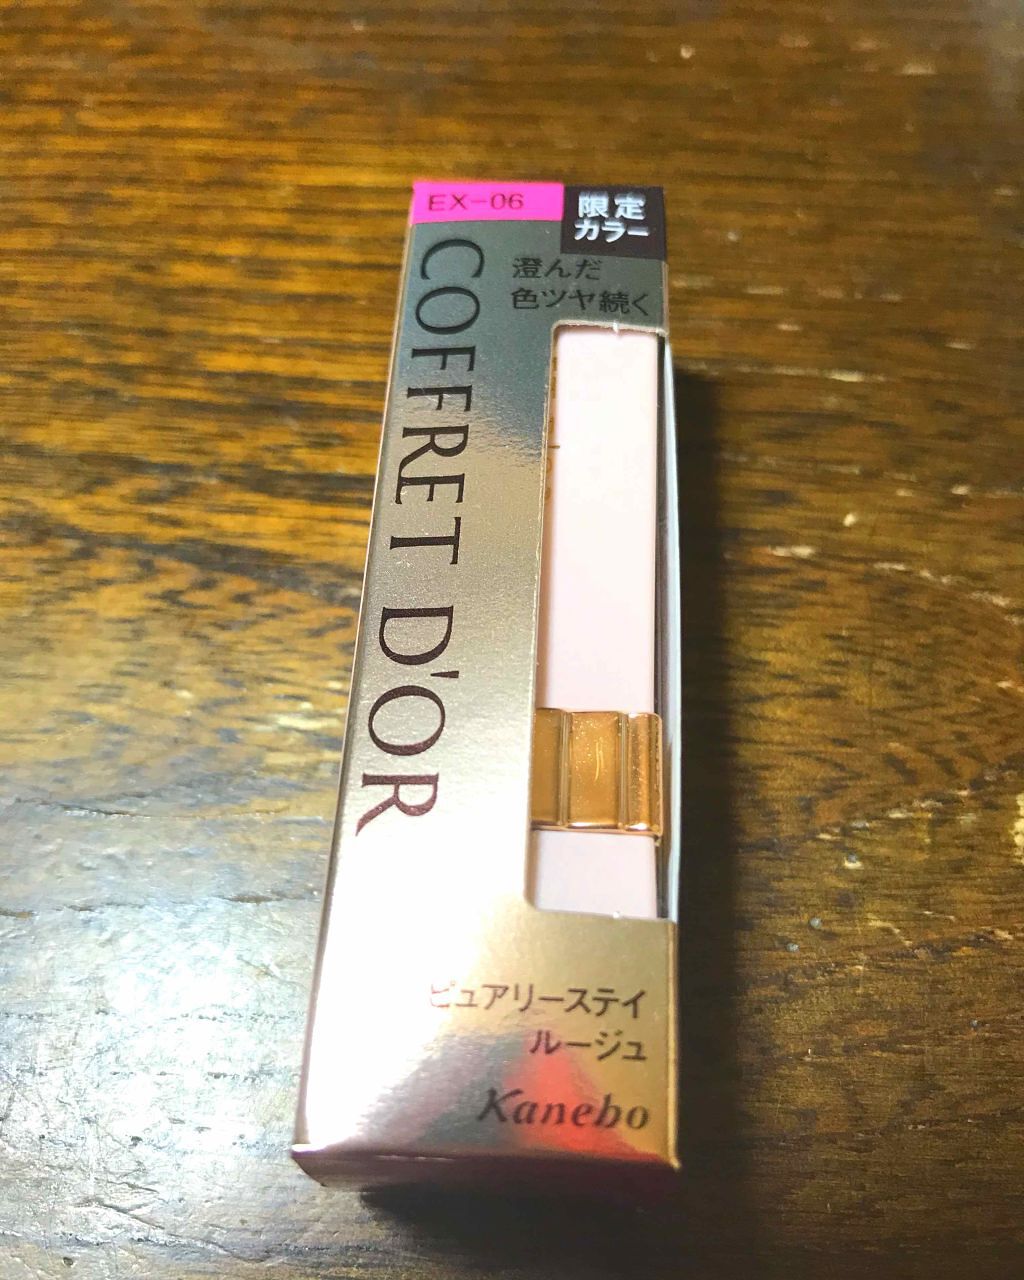 EX-06
限定
カラー
澄んだ
色ツヤ続く
COFFRET D'OR
ピュアリーステイ
ルージュ
Kanebo